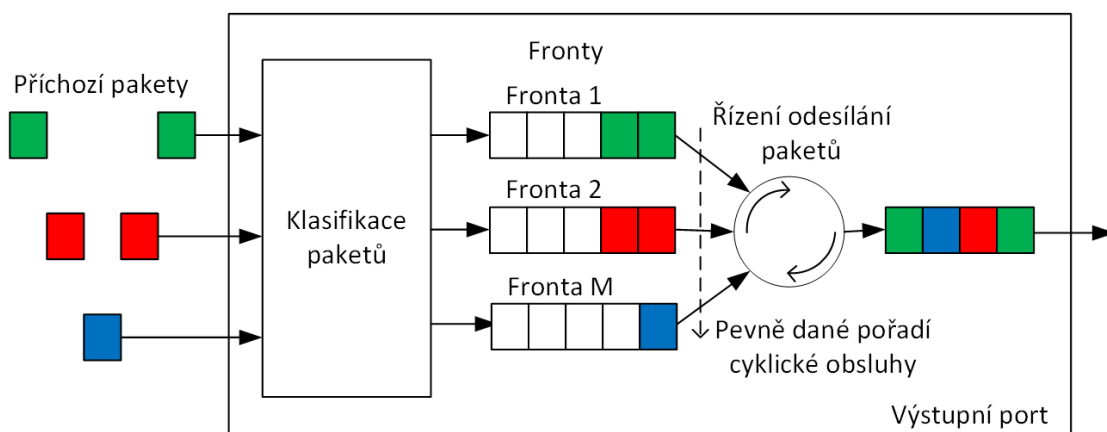 Příchozí pakety
Klasifikace
paketů
Fronty
Fronta 1
Fronta 2
Fronta M
Řízení odesílání
paketů
Pevně dané pořadí
cyklické obsluhy
Výstupní port